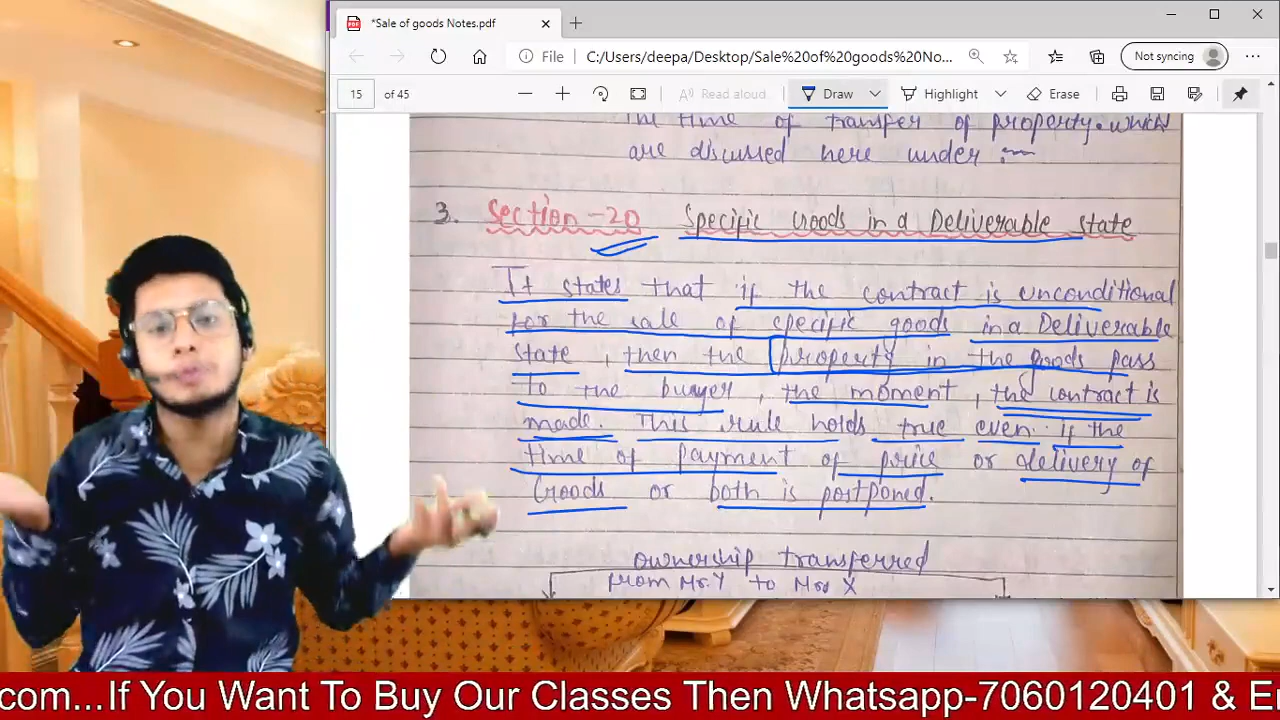 *Sale of goods Notes.pdf
File
C:/Users/deepa/Desktop/Sale%20of%20goods%20No...
Not syncing
15 of 45
Read aloud
Draw
Highlight
Erase
the time of transfer of property. which
are discussed here under :-
3. Section-20 Specific Goods in a Deliverable state
It states that if the contract is unconditional
for the sale of specific goods in a Deliverable
state, then the property in the goods pass
to the buyer, the moment, the contract is
made. This rule holds true even if the
time of payment of price or delivery of
Goods or both is postponed.
ownership transferred
from Mr. Y to Mrs X
com...If You Want To Buy Our Classes Then Whatsapp-7060120401 & E